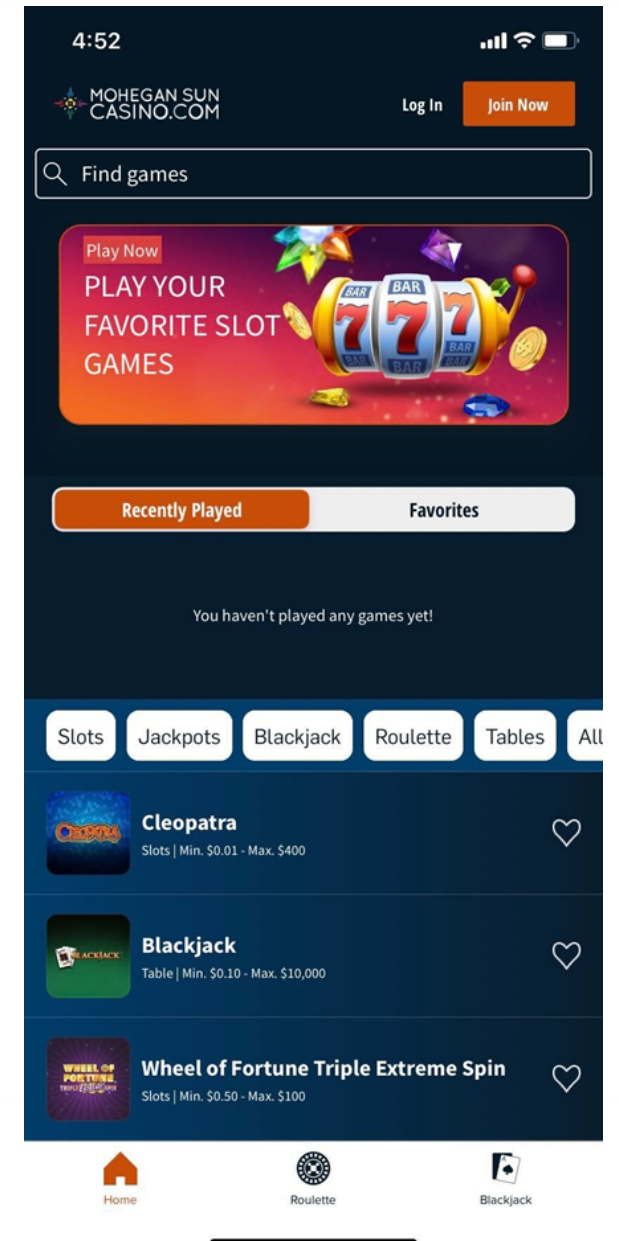 4:52
MOHEGAN SUN
CASINO.COM
Log In
Join Now
Find games
Play Now
PLAY YOUR
FAVORITE SLOT
GAMES
BAR BAR
7 7 7
BAR BAR BAR
Recently Played
Favorites
You haven't played any games yet!
Slots
Jackpots
Blackjack
Roulette
Tables
All
CLEOPATRA
Cleopatra
Slots | Min. $0.01 - Max. $400
BLACKJACK
Blackjack
Table | Min. $0.10 - Max. $10,000
WHEEL OF
FORTUNE
TRIPLE EXTREME SPIN
Wheel of Fortune Triple Extreme Spin
Slots | Min. $0.50 - Max. $100
Home
Roulette
Blackjack